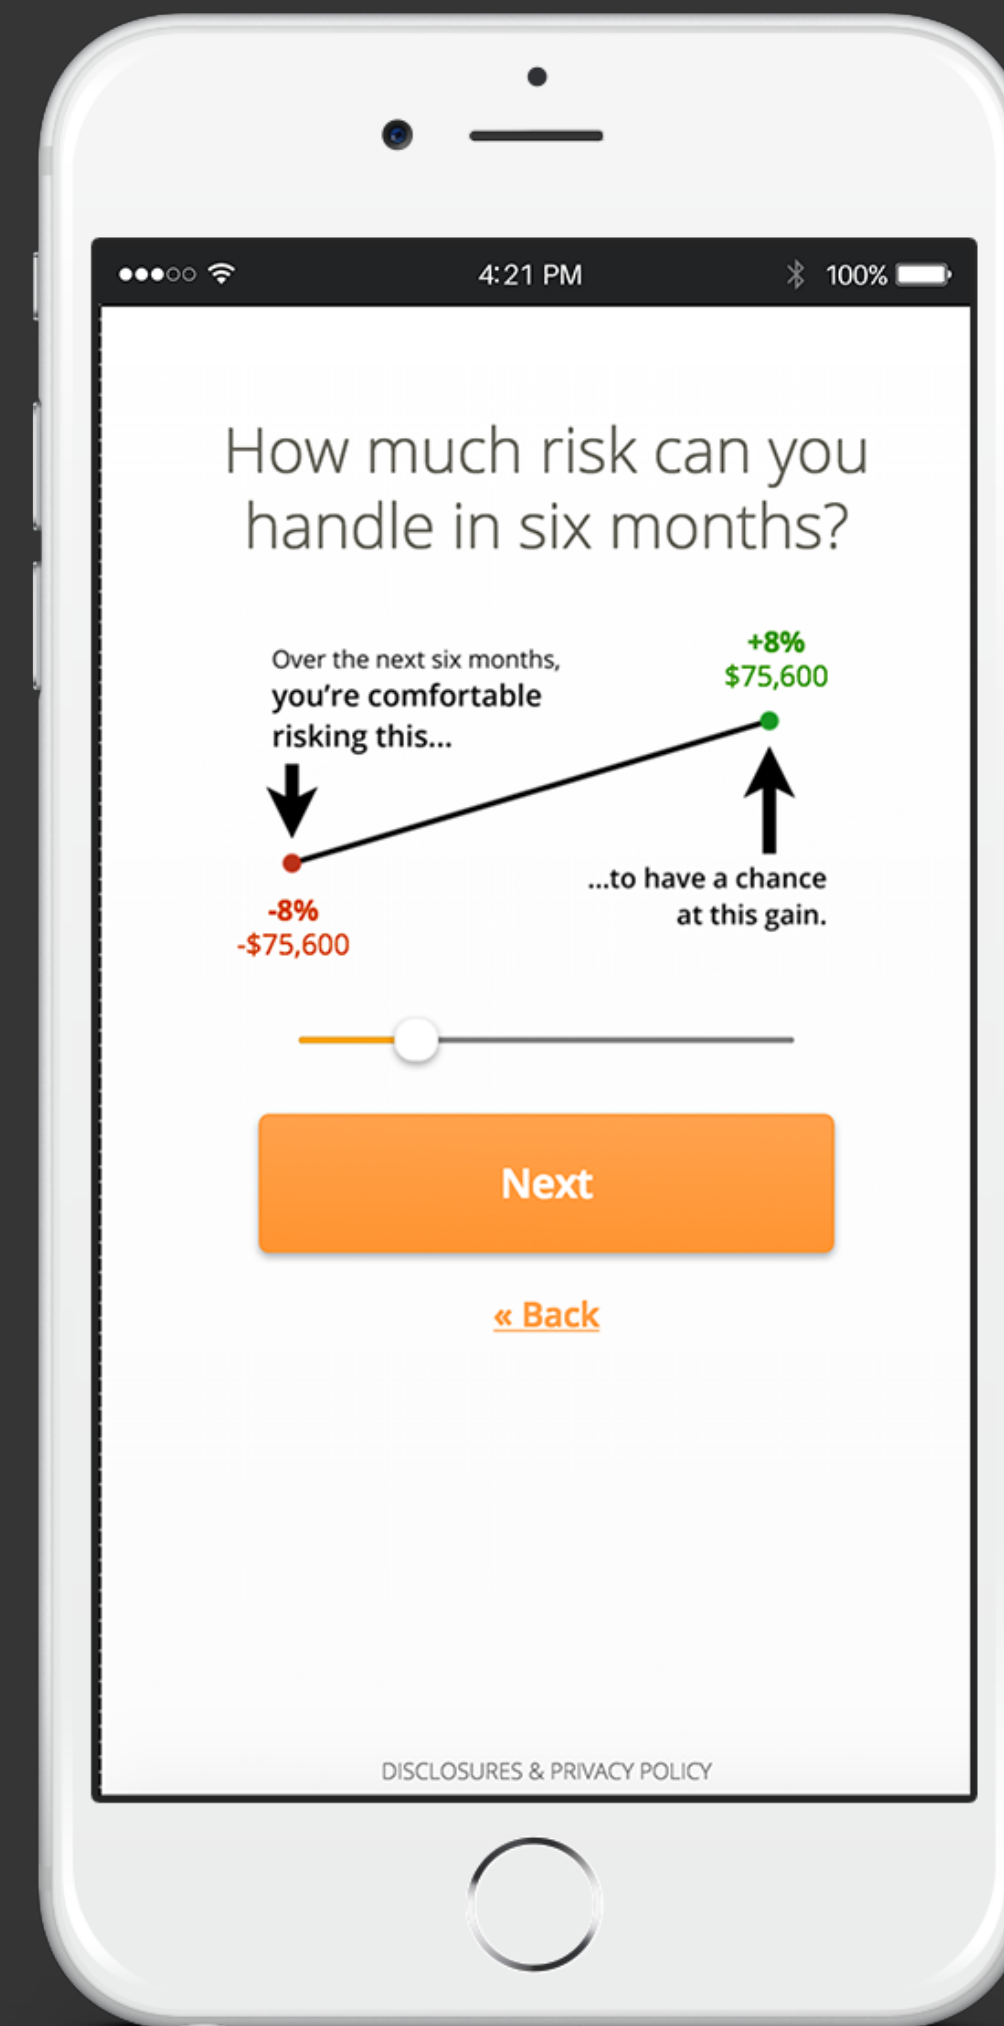 4:21 PM
100%
How much risk can you
handle in six months?
Over the next six months,
you're comfortable
risking this...
+8%
$75,600
-8%
-$75,600
...to have a chance
at this gain.
Next
« Back
DISCLOSURES & PRIVACY POLICY